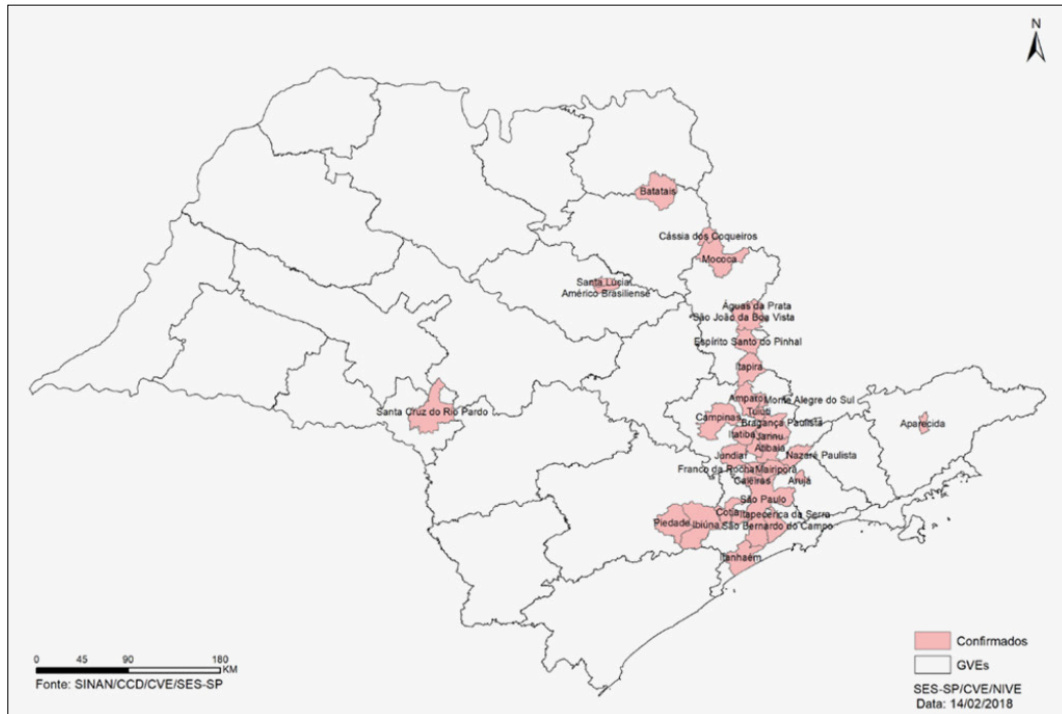 N
Batatais
Cássia dos Coqueiros
Mococa
Santa Lúcia
Américo Brasiliense
Águas da Prata
São João da Boa Vista
Espírito Santo do Pinhal
Itapira
Santa Cruz do Rio Pardo
Amparo
Monte Alegre do Sul
Tuiuti
Campinas
Bragança Paulista
Aparecida
Itatiba
Jarinu
Atibaia
Jundiaí
Nazaré Paulista
Franco da Rocha
Mairiporã
Caieiras
Arujá
São Paulo
Cotia
Itapecerica da Serra
Piedade
Ibiúna
São Bernardo do Campo
Itanhaém
Confirmados
GVEs
0 45 90 180
KM
Fonte: SINAN/CCD/CVE/SES-SP
SES-SP/CVE/NIVE
Data: 14/02/2018